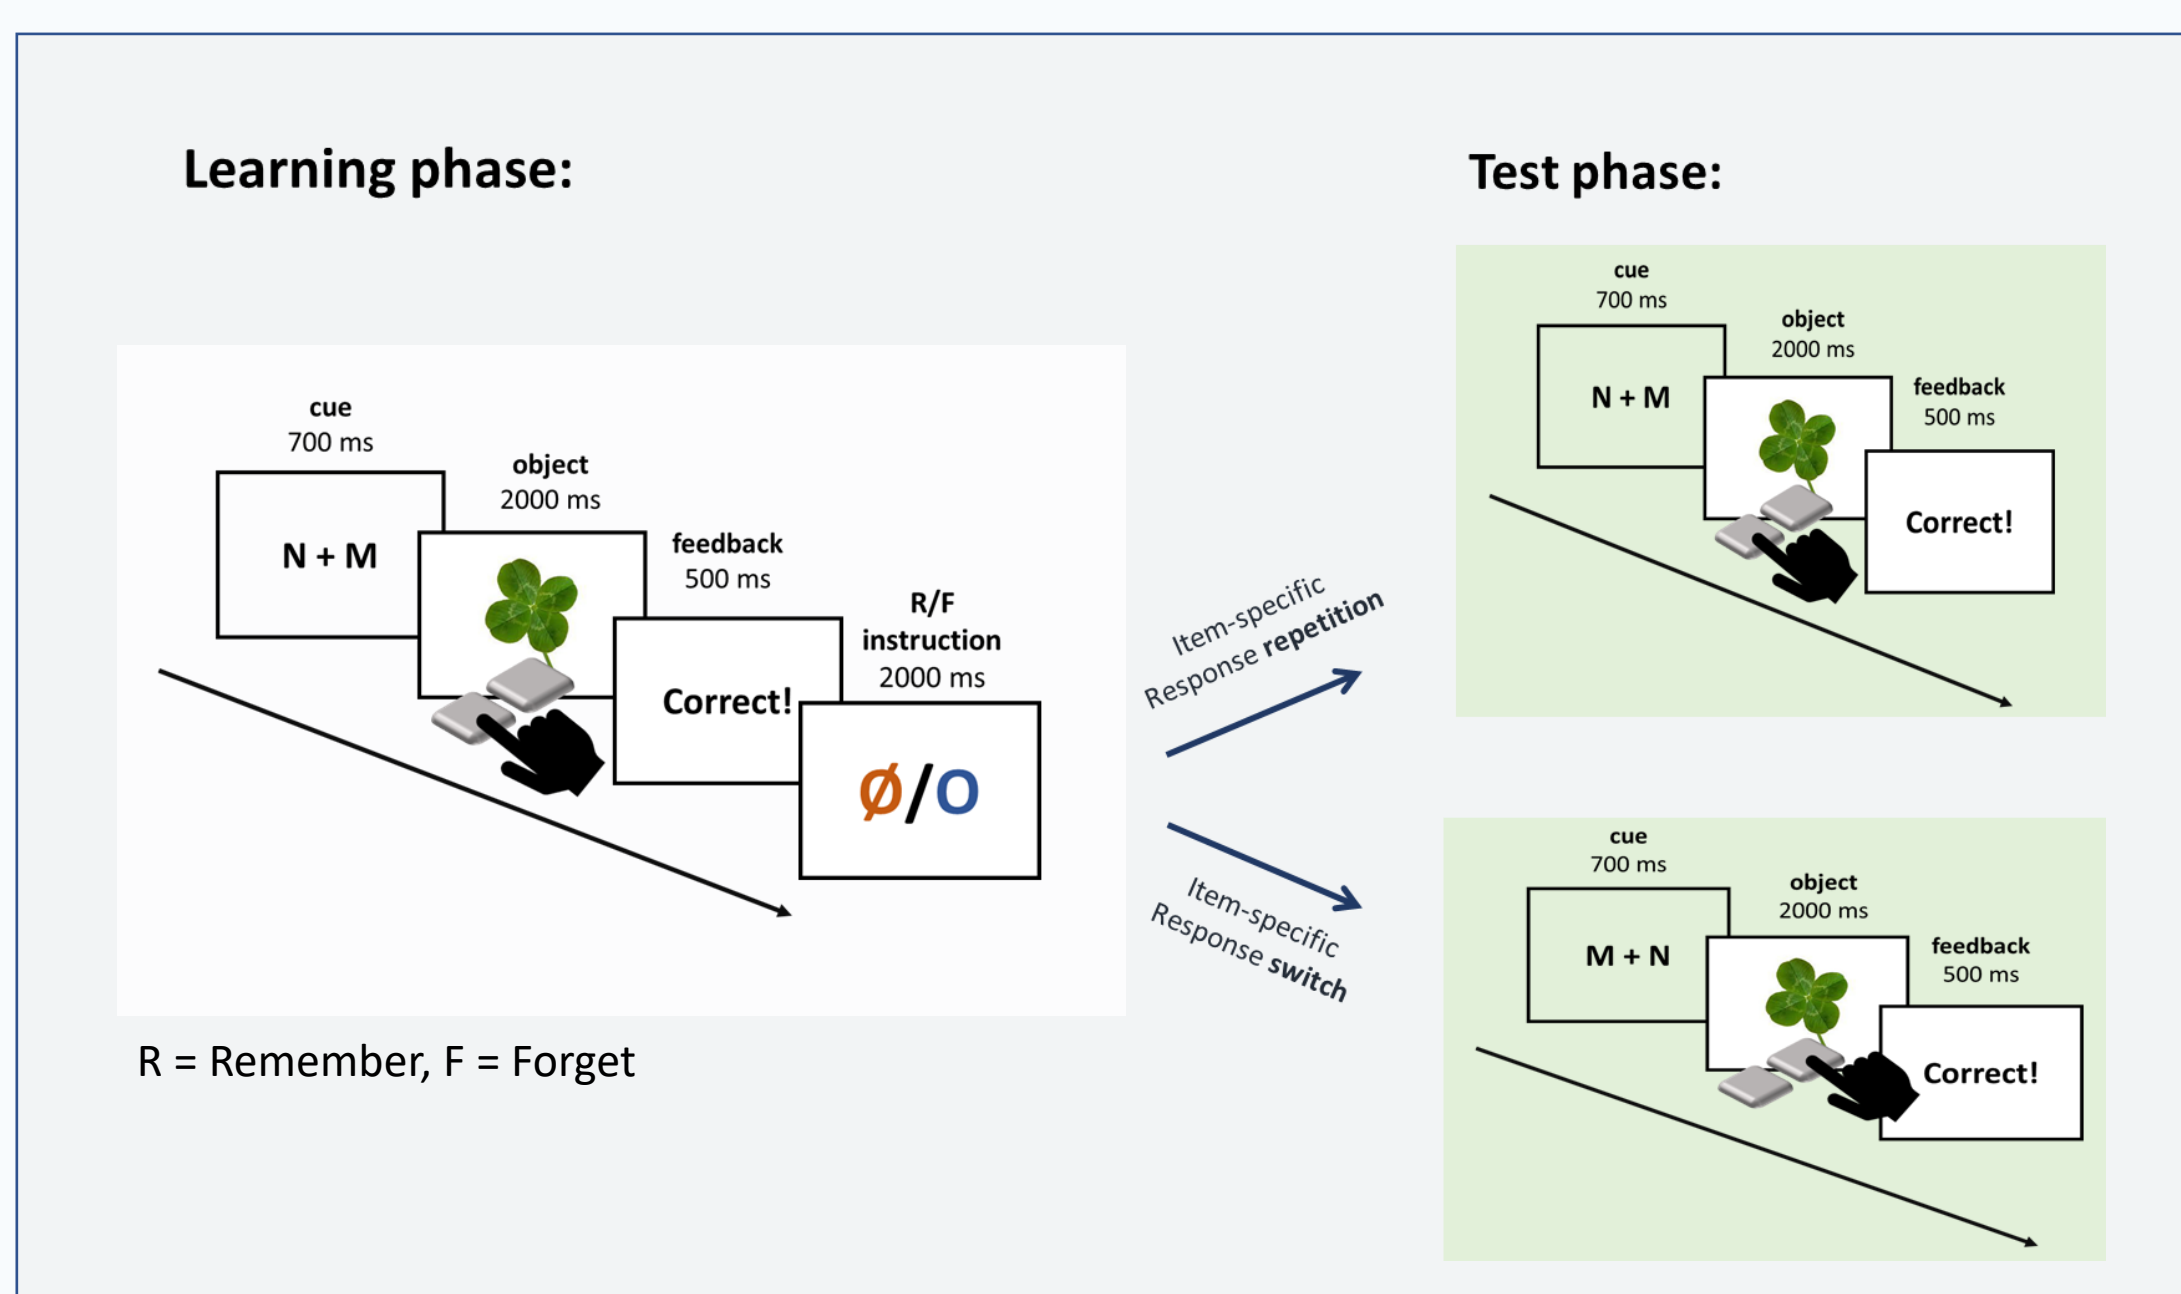 Learning phase:
cue
700 ms
N + M
object
2000 ms
feedback
500 ms
Correct!
R/F
instruction
2000 ms
Ø/O
R = Remember, F = Forget
Item-specific
Response repetition
Item-specific
Response switch
Test phase:
cue
700 ms
N + M
object
2000 ms
feedback
500 ms
Correct!
cue
700 ms
M + N
object
2000 ms
feedback
500 ms
Correct!